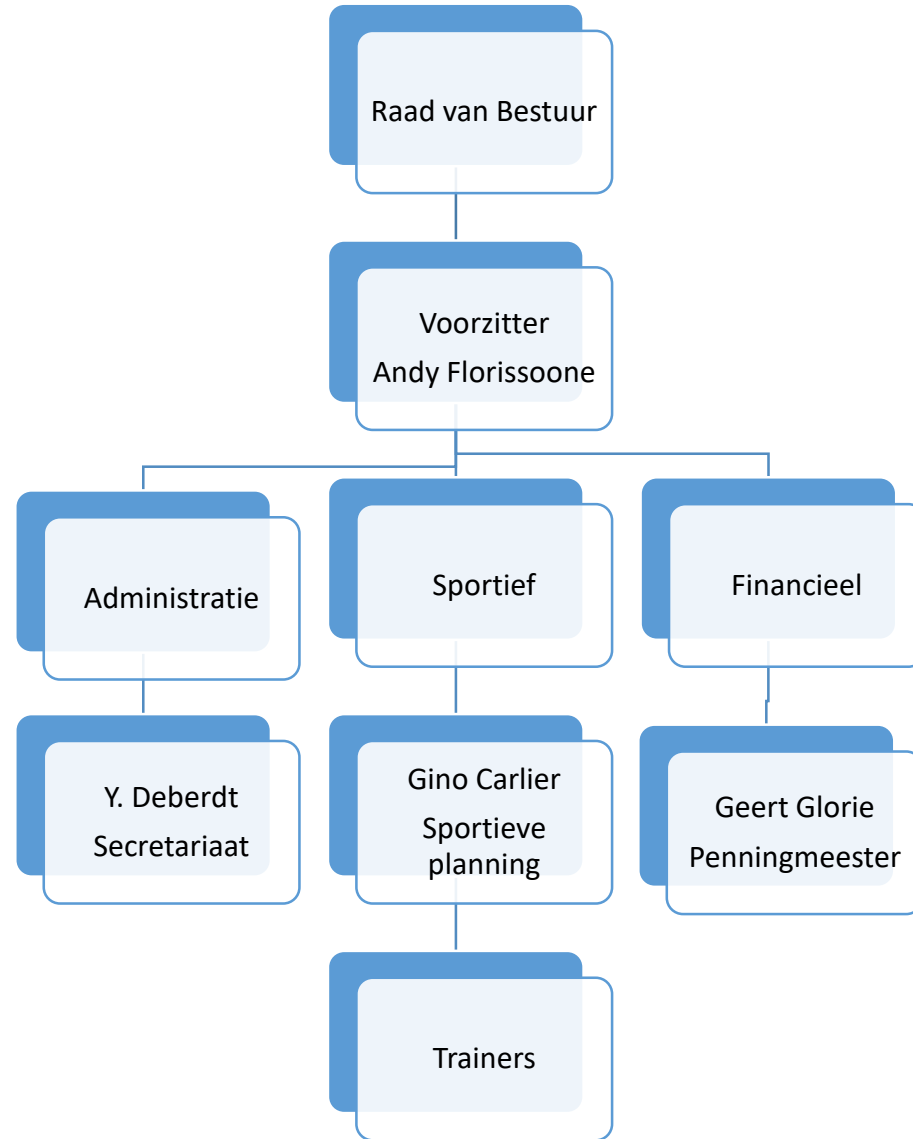 Raad van Bestuur
Voorzitter
Andy Florissoone
Administratie
Sportief
Financieel
Y. Deberdt
Secretariaat
Gino Carlier
Sportieve
planning
Geert Glorie
Penningmeester
Trainers